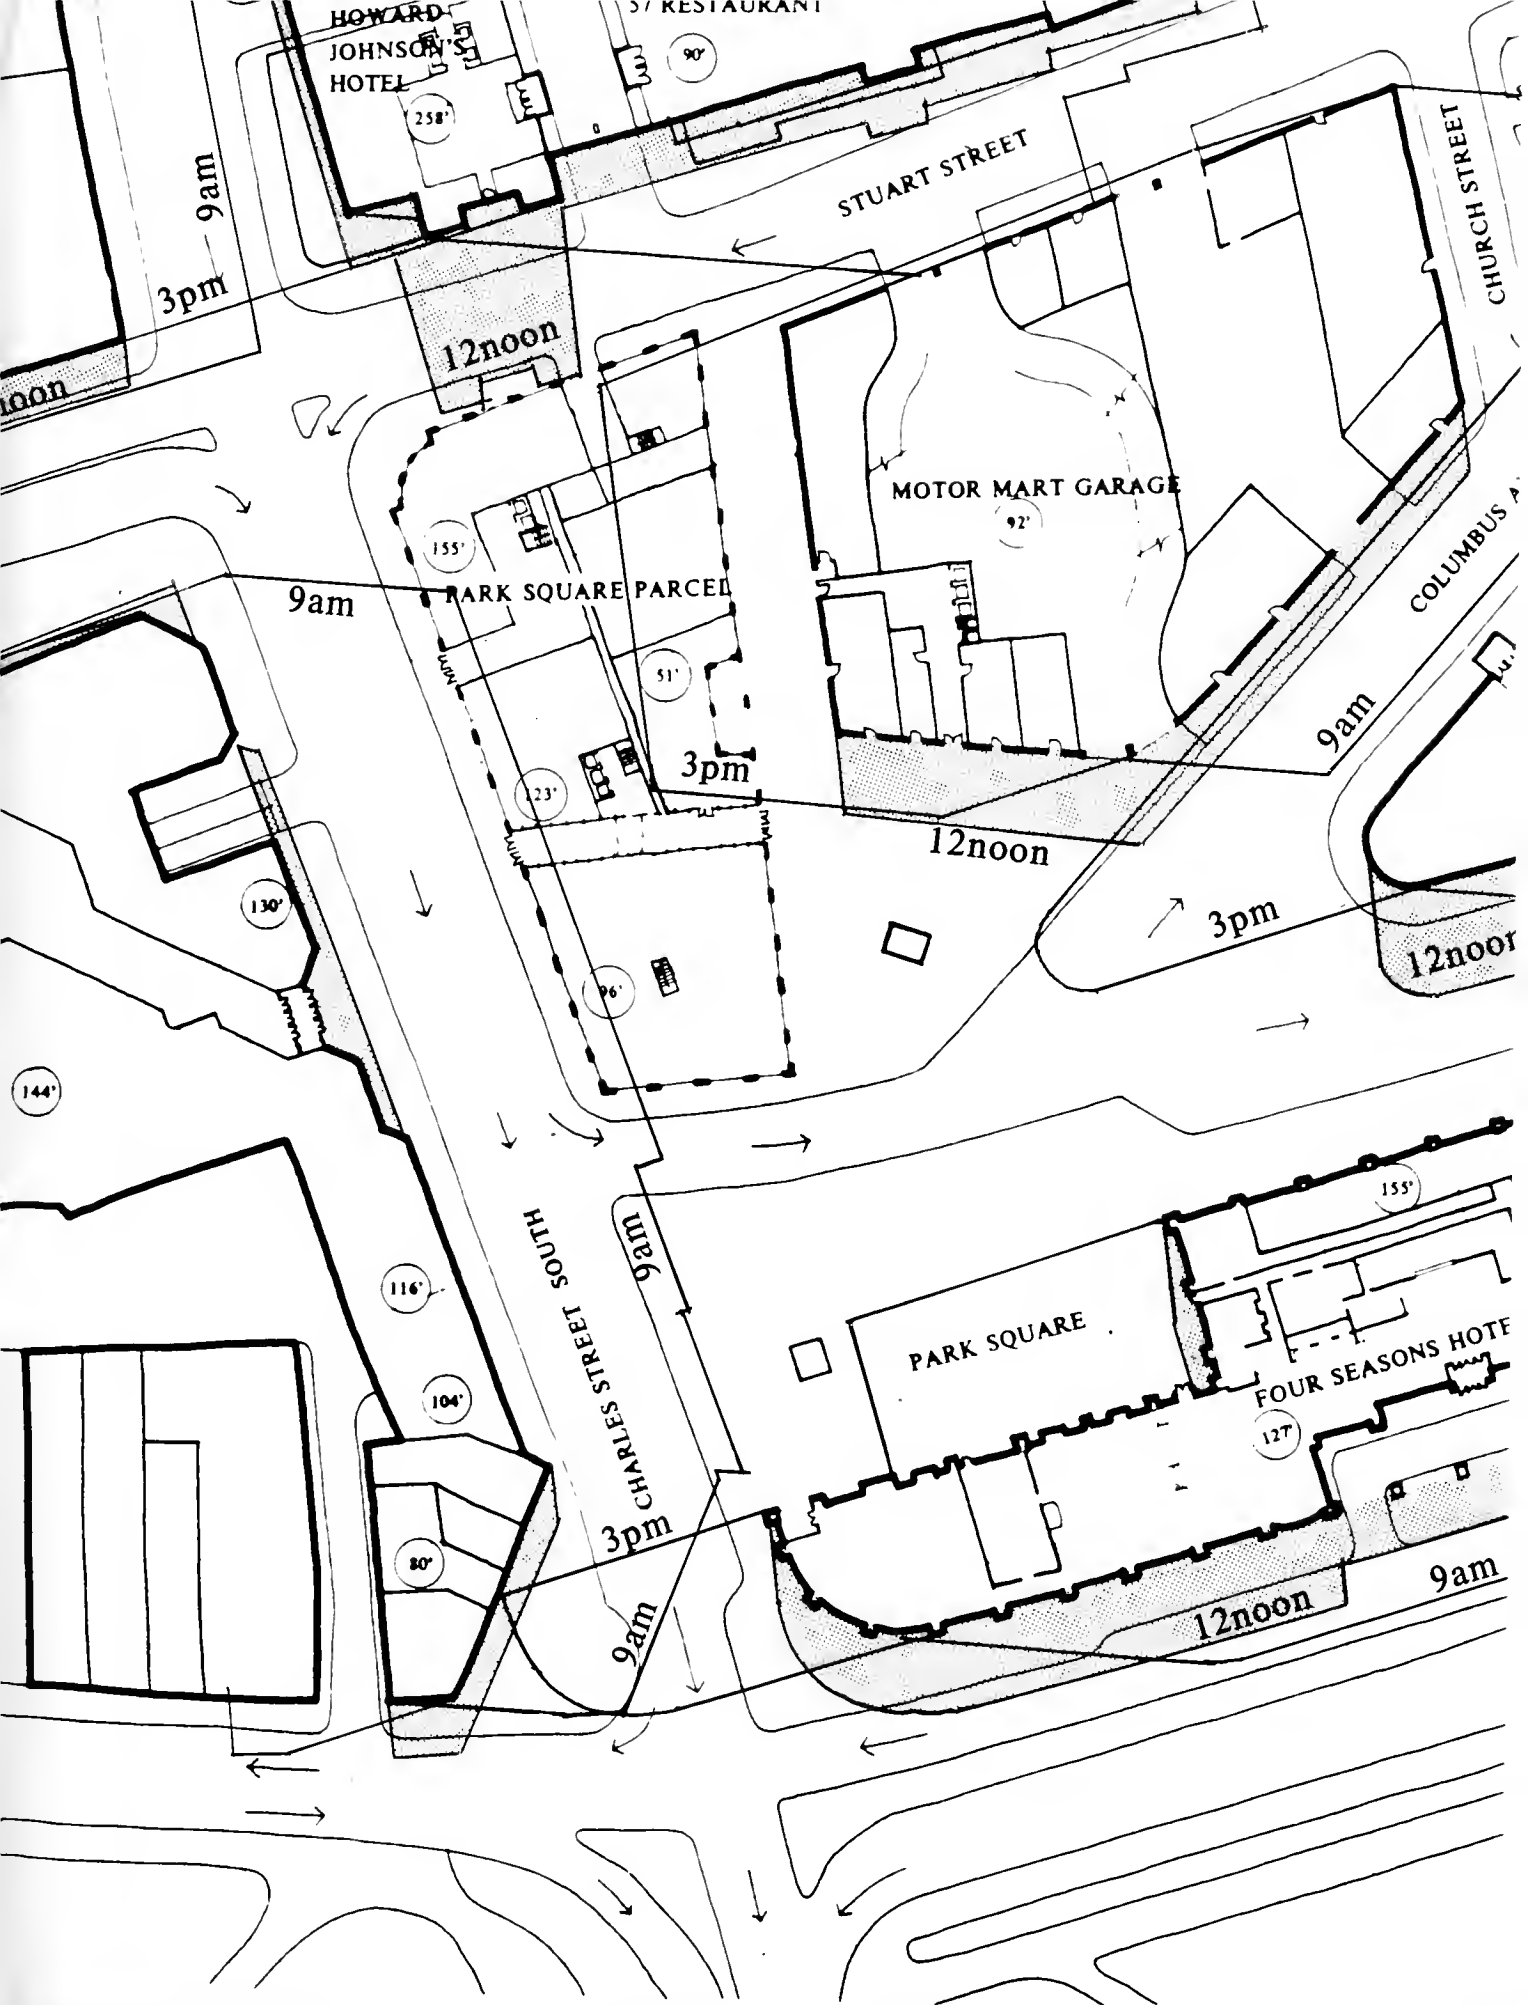 HOWARD
JOHNSON'S
HOTEL
258'
57 RESTAURANT
90'
STUART STREET
CHURCH STREET
9am
3pm
12noon
noon
MOTOR MART GARAGE
92'
155'
PARK SQUARE PARCEL
9am
51'
COLUMBUS A
9am
3pm
123'
12noon
130'
3pm
12noon
96'
144'
155'
9am
116'
CHARLES STREET SOUTH
PARK SQUARE
FOUR SEASONS HOTE
127'
104'
3pm
80'
9am
12noon
9am